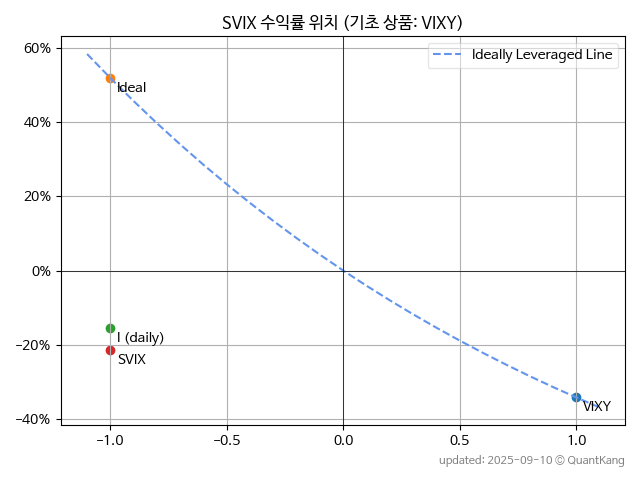 SVIX 수익률 위치 (기초 상품: VIXY)
60%
40%
20%
0%
−20%
−40%
Ideally Leveraged Line
Ideal
I (daily)
SVIX
VIXY
−1.0
−0.5
0.0
0.5
1.0
updated: 2025-09-10 © QuantKang